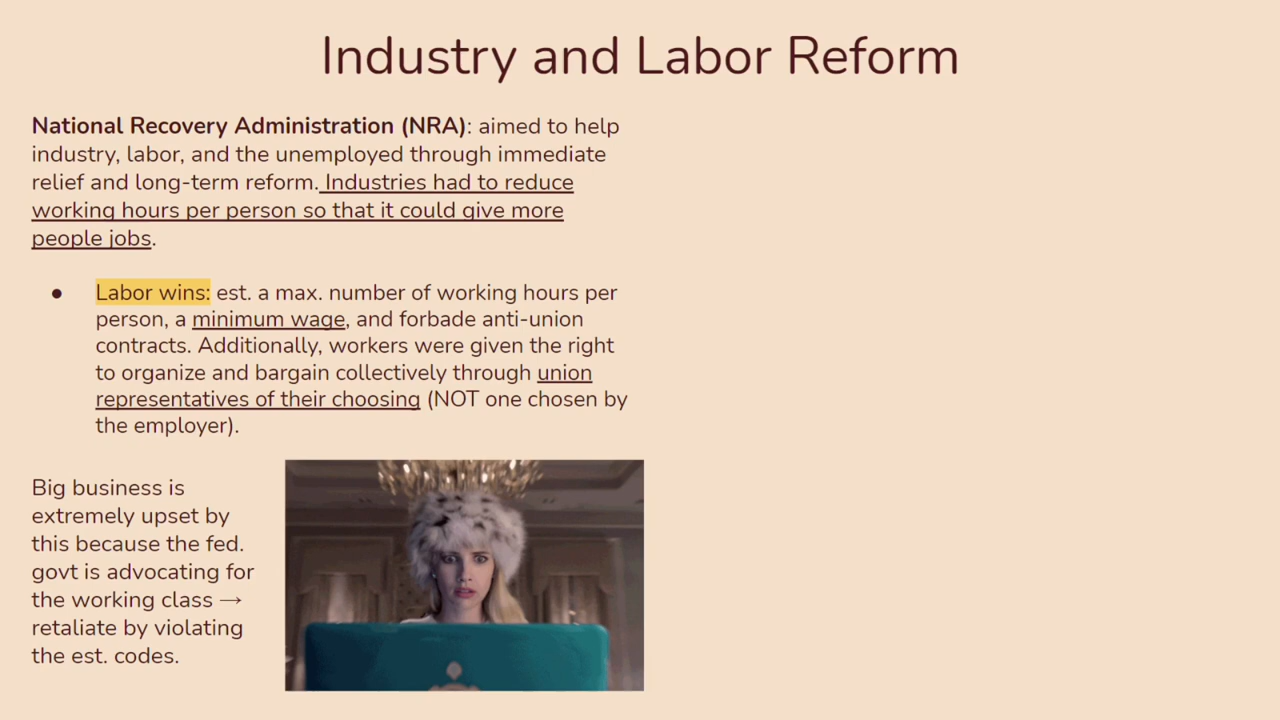 Industry and Labor Reform
National Recovery Administration (NRA): aimed to help
industry, labor, and the unemployed through immediate
relief and long-term reform. Industries had to reduce
working hours per person so that it could give more
people jobs.
● Labor wins: est. a max. number of working hours per
person, a minimum wage, and forbade anti-union
contracts. Additionally, workers were given the right
to organize and bargain collectively through union
representatives of their choosing (NOT one chosen by
the employer).
Big business is
extremely upset by
this because the fed.
govt is advocating for
the working class →
retaliate by violating
the est. codes.